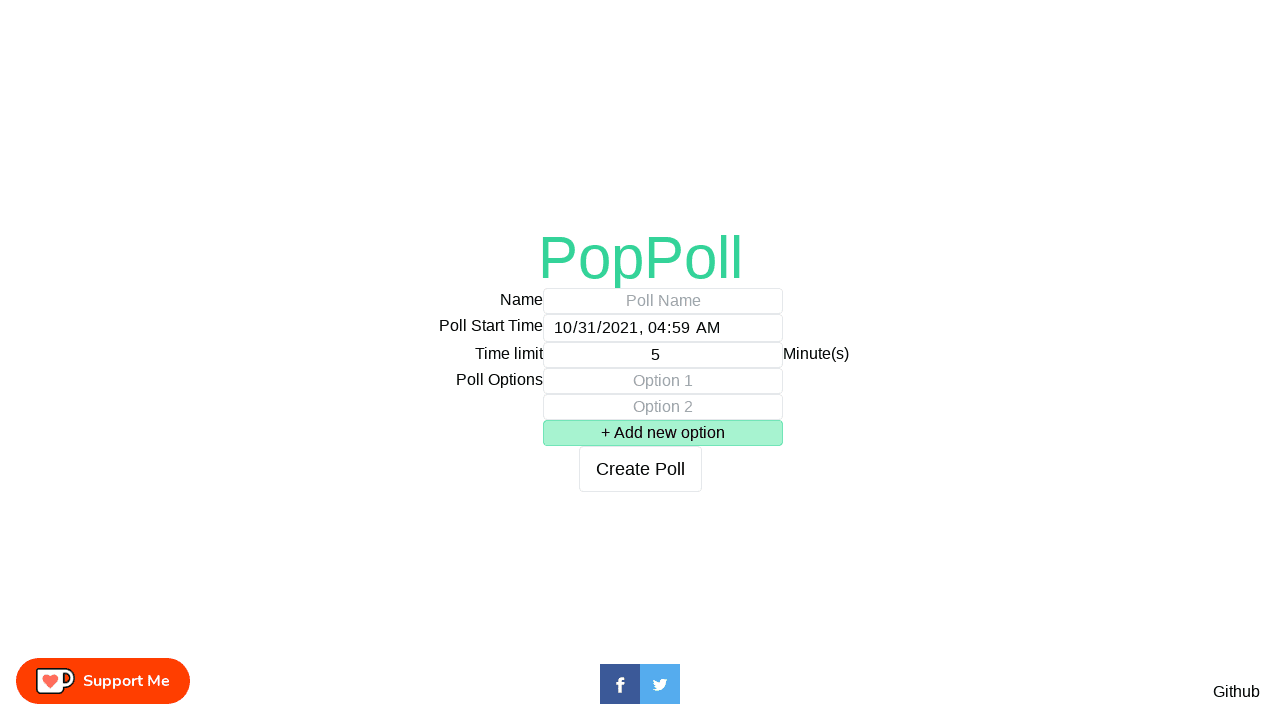 PopPoll
Name Poll Name
Poll Start Time 10/31/2021, 04:59 AM
Time limit 5 Minute(s)
Poll Options Option 1
Option 2
+ Add new option
Create Poll
Support Me
Github